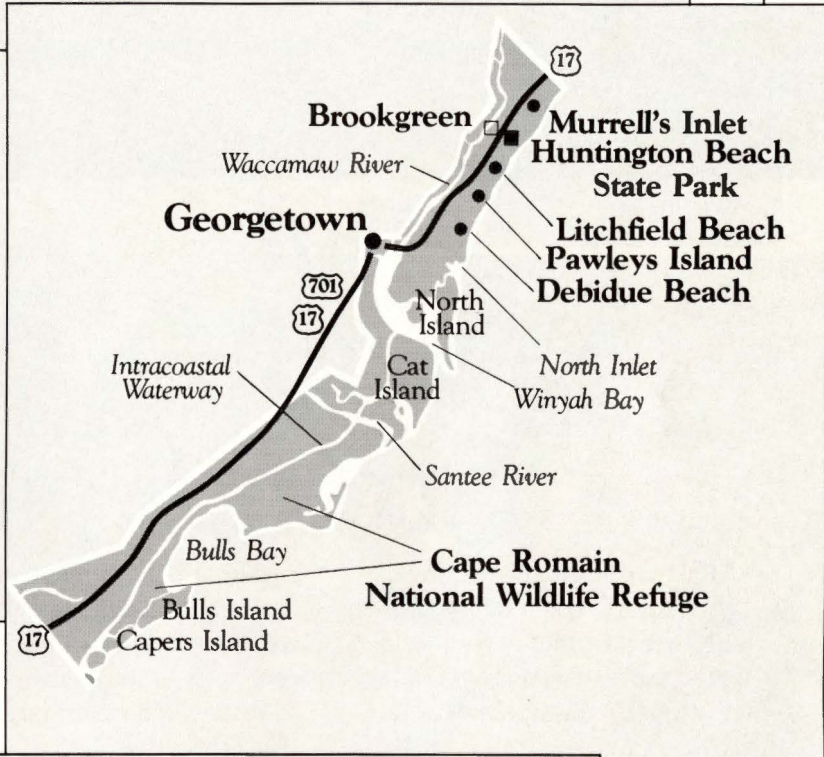 17
Brookgreen
Murrell's Inlet
Huntington Beach
State Park
Waccamaw River
Georgetown
Litchfield Beach
Pawleys Island
Debidue Beach
701
17
North
Island
Intracoastal
Waterway
Cat
Island
North Inlet
Winyah Bay
Santee River
Bulls Bay
Cape Romain
National Wildlife Refuge
Bulls Island
Capers Island
17